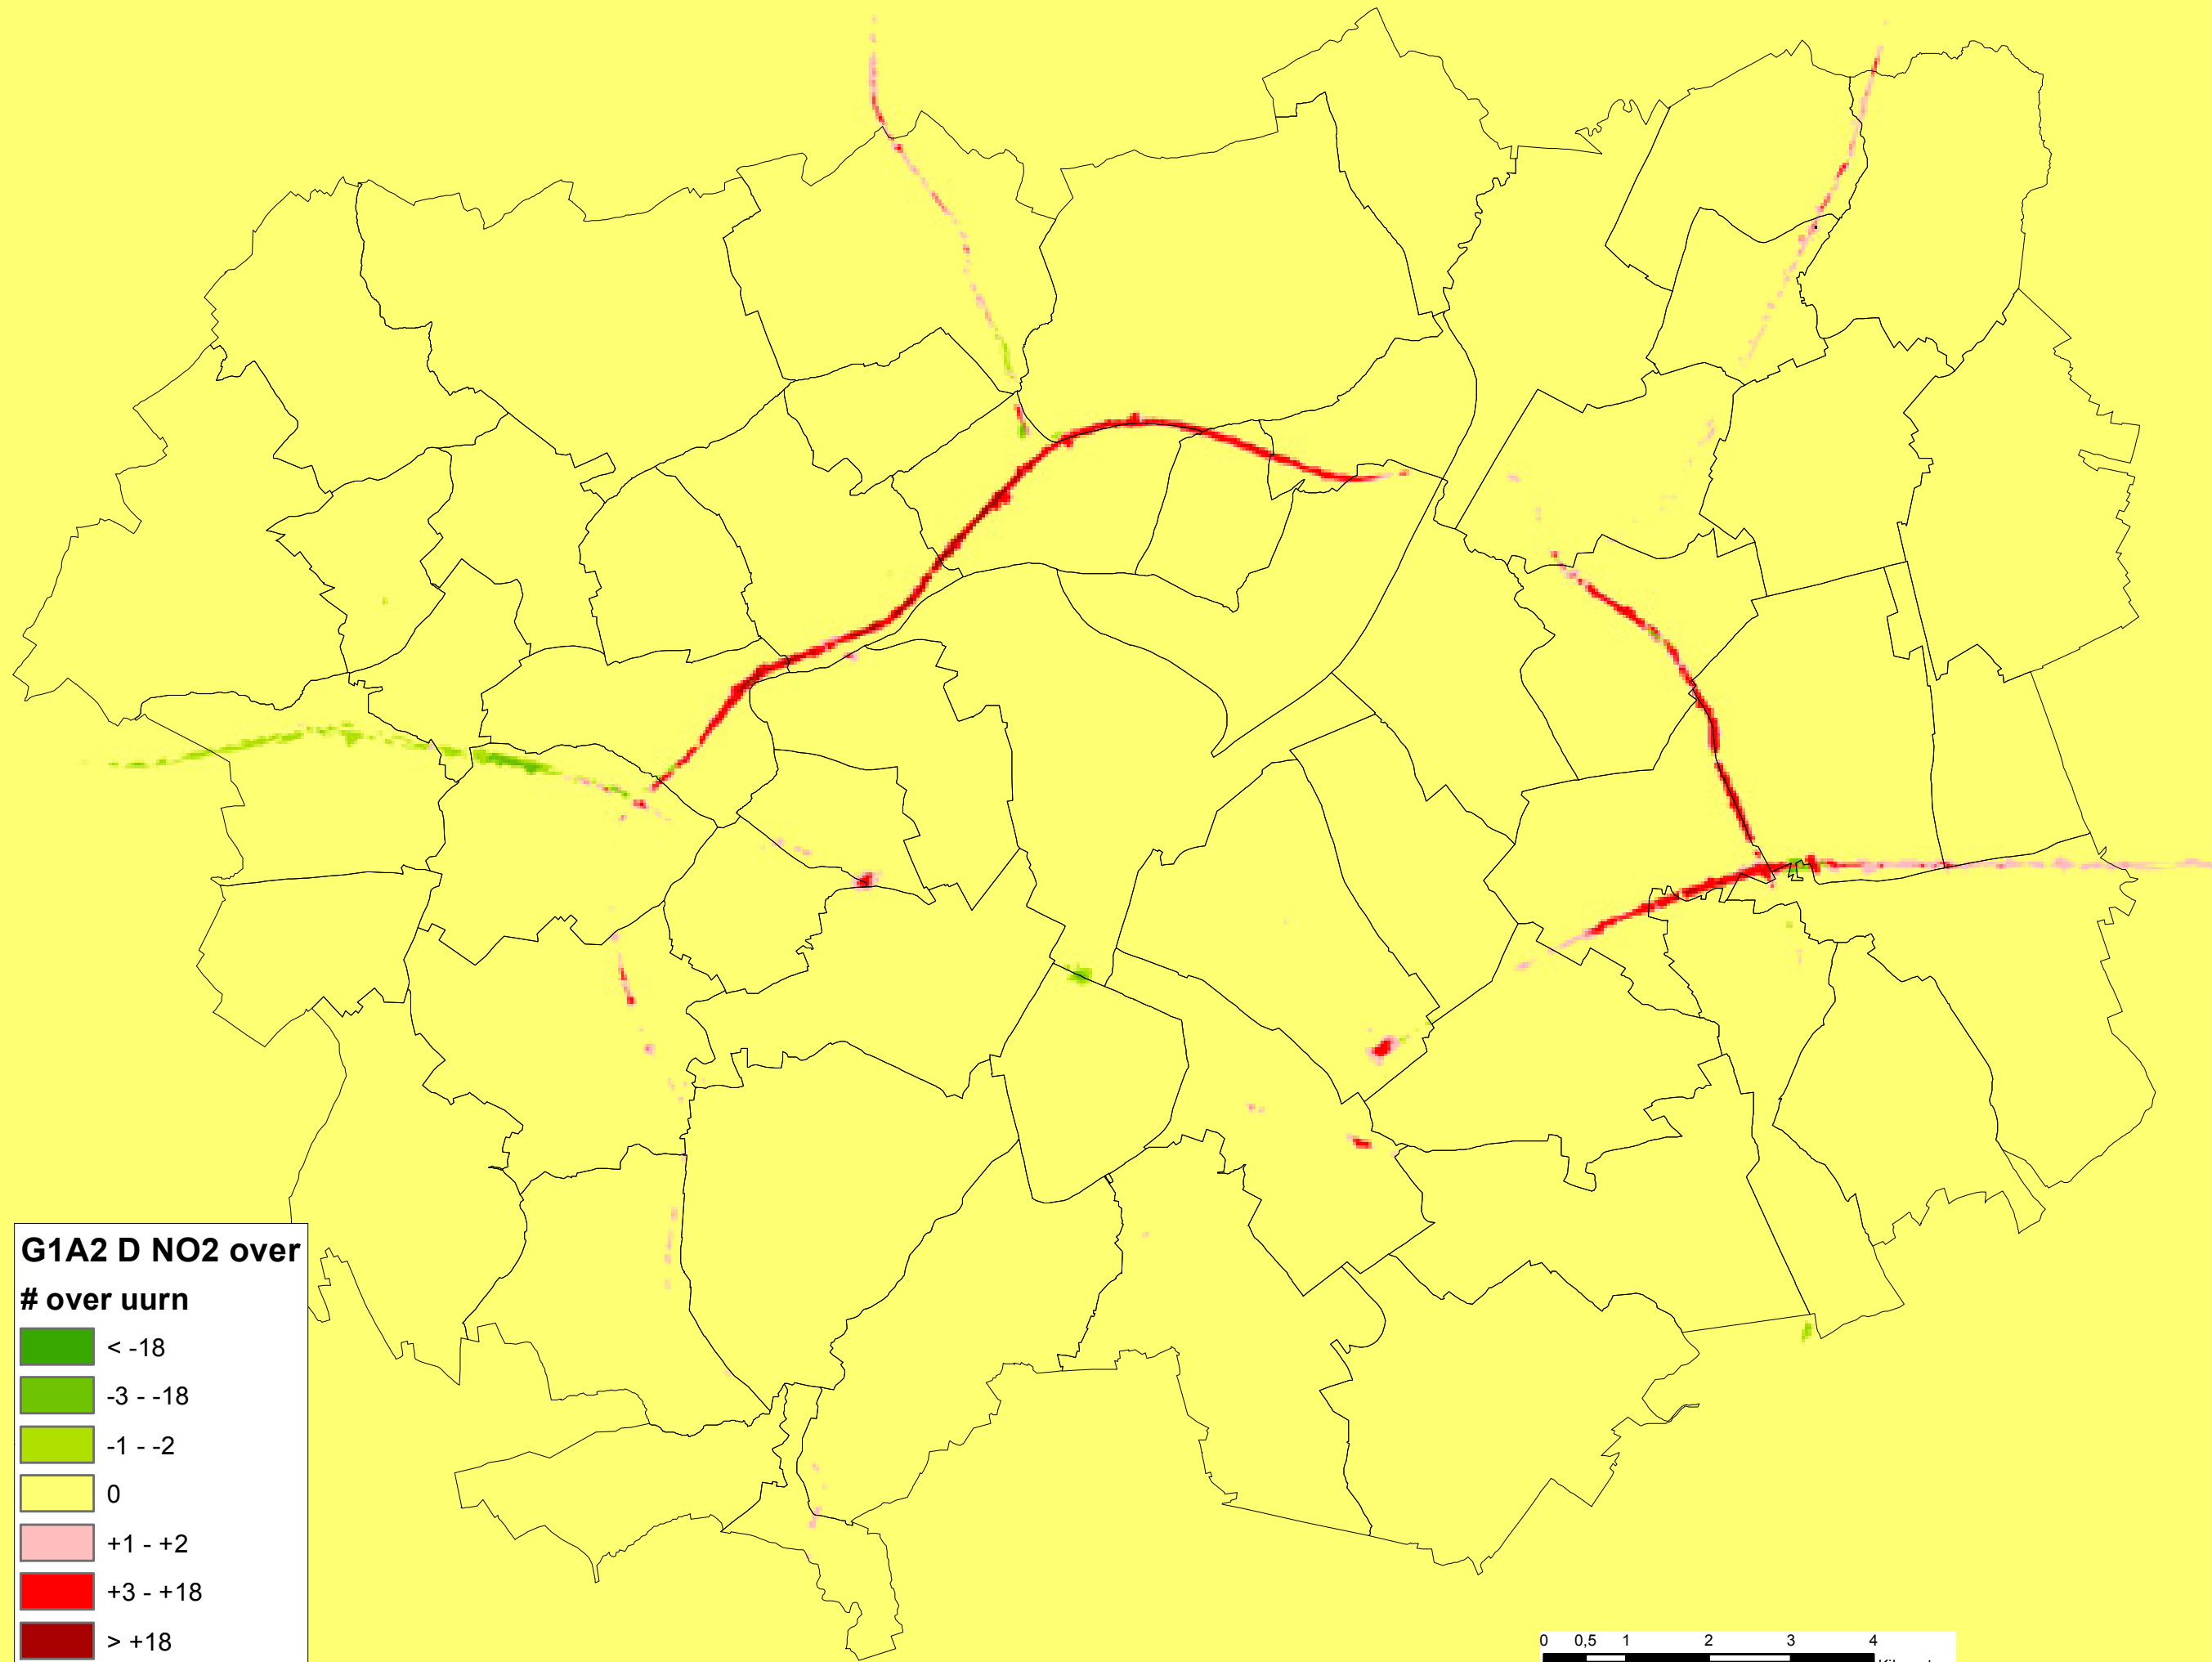 G1A2 D NO2 over
# over uurn
< -18
-3 - -18
-1 - -2
0
+1 - +2
+3 - +18
> +18
0 0,5 1 2 3 4